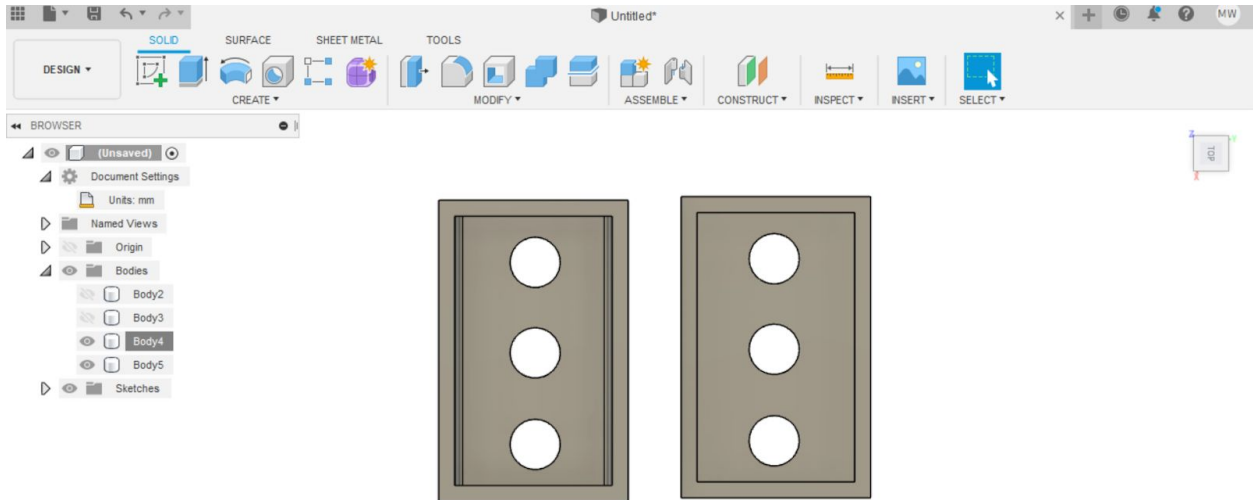 Untitled*
MW
SOLID SURFACE SHEET METAL TOOLS
DESIGN
CREATE MODIFY ASSEMBLE CONSTRUCT INSPECT INSERT SELECT
BROWSER
(Unsaved)
Document Settings
Units: mm
Named Views
Origin
Bodies
Body2
Body3
Body4
Body5
Sketches
Z
Y
TOP
X